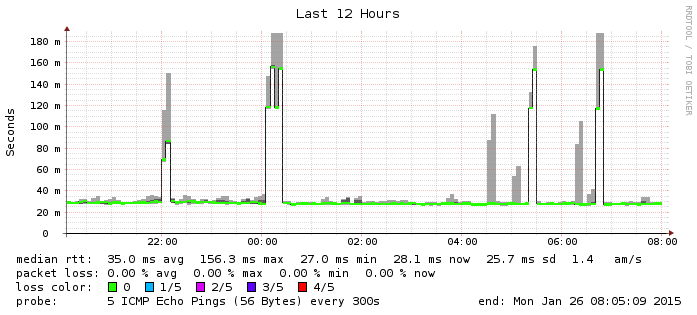 Last 12 Hours
RRDTOOL / TOBI OETIKER
Seconds
180 m
160 m
140 m
120 m
100 m
80 m
60 m
40 m
20 m
0
22:00 00:00 02:00 04:00 06:00 08:00
median rtt: 35.0 ms avg 156.3 ms max 27.0 ms min 28.1 ms now 25.7 ms sd 1.4 am/s
packet loss: 0.00 % avg 0.00 % max 0.00 % min 0.00 % now
loss color: 0 1/5 2/5 3/5 4/5
probe: 5 ICMP Echo Pings (56 Bytes) every 300s end: Mon Jan 26 08:05:09 2015